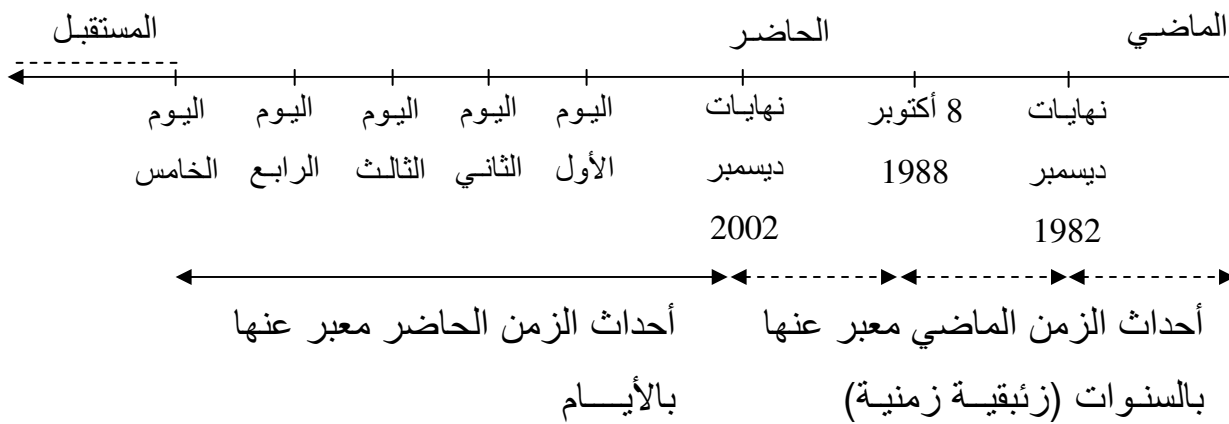 الماضي الحاضر المستقبل
نهايات 8 أكتوبر نهايات اليوم اليوم اليوم اليوم اليوم
ديسمبر 1988 ديسمبر الأول الثاني الثالث الرابع الخامس
1982 2002
أحداث الزمن الماضي معبر عنها أحداث الزمن الحاضر معبر عنها
بالسنوات (زئبقية زمنية) بالأيام